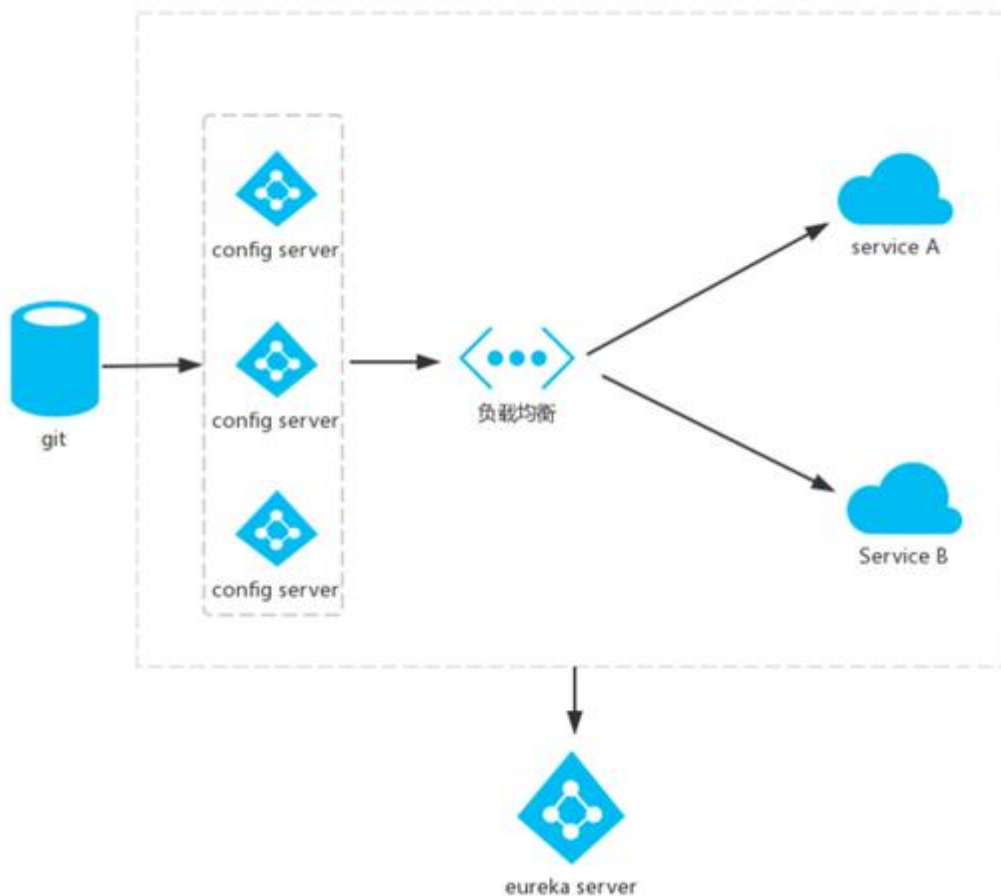 config server
service A
config server
负载均衡
git
config server
Service B
eureka server